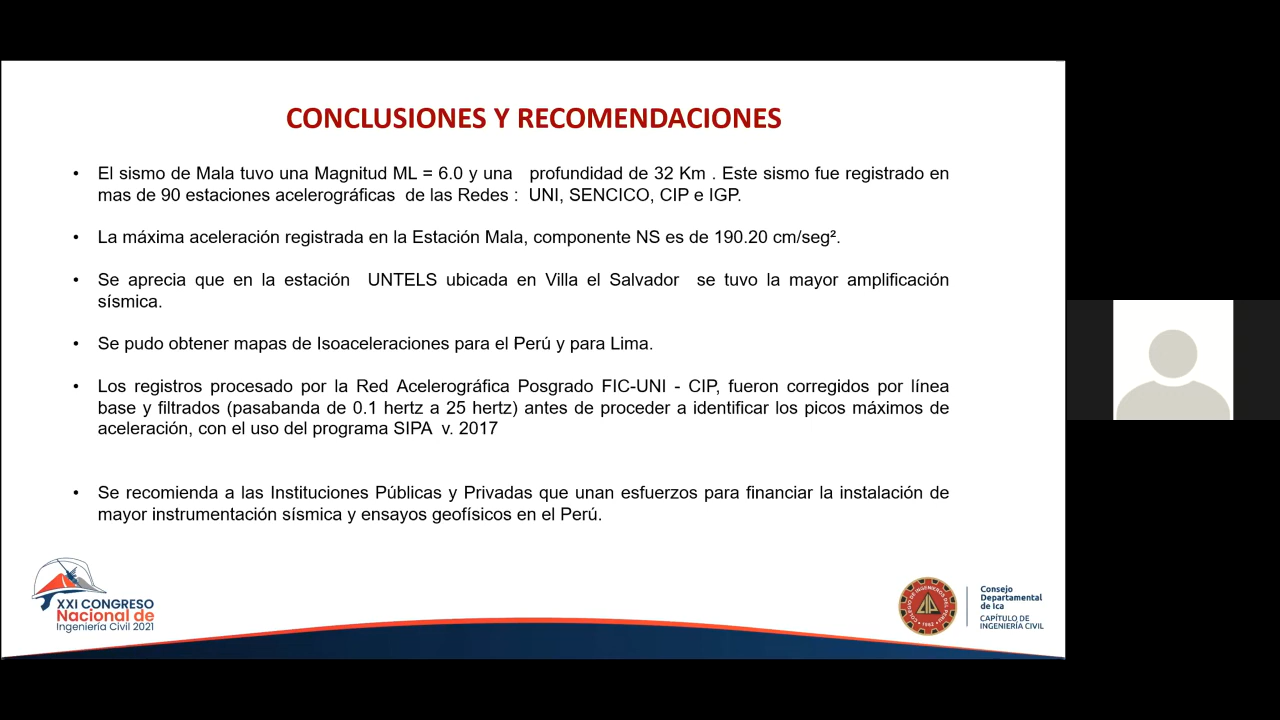 CONCLUSIONES Y RECOMENDACIONES
• El sismo de Mala tuvo una Magnitud ML = 6.0 y una profundidad de 32 Km . Este sismo fue registrado en
mas de 90 estaciones acelerográficas de las Redes : UNI, SENCICO, CIP e IGP.
• La máxima aceleración registrada en la Estación Mala, componente NS es de 190.20 cm/seg².
• Se aprecia que en la estación UNTELS ubicada en Villa el Salvador se tuvo la mayor amplificación
sísmica.
• Se pudo obtener mapas de Isoaceleraciones para el Perú y para Lima.
• Los registros procesado por la Red Acelerográfica Posgrado FIC-UNI - CIP, fueron corregidos por línea
base y filtrados (pasabanda de 0.1 hertz a 25 hertz) antes de proceder a identificar los picos máximos de
aceleración, con el uso del programa SIPA v. 2017
• Se recomienda a las Instituciones Públicas y Privadas que unan esfuerzos para financiar la instalación de
mayor instrumentación sísmica y ensayos geofísicos en el Perú.
XXI CONGRESO
Nacional de
Ingeniería Civil 2021
COLEGIO DE INGENIEROS DEL PERÚ
1962
Consejo
Departamental
de Ica
CAPÍTULO DE
INGENIERÍA CIVIL